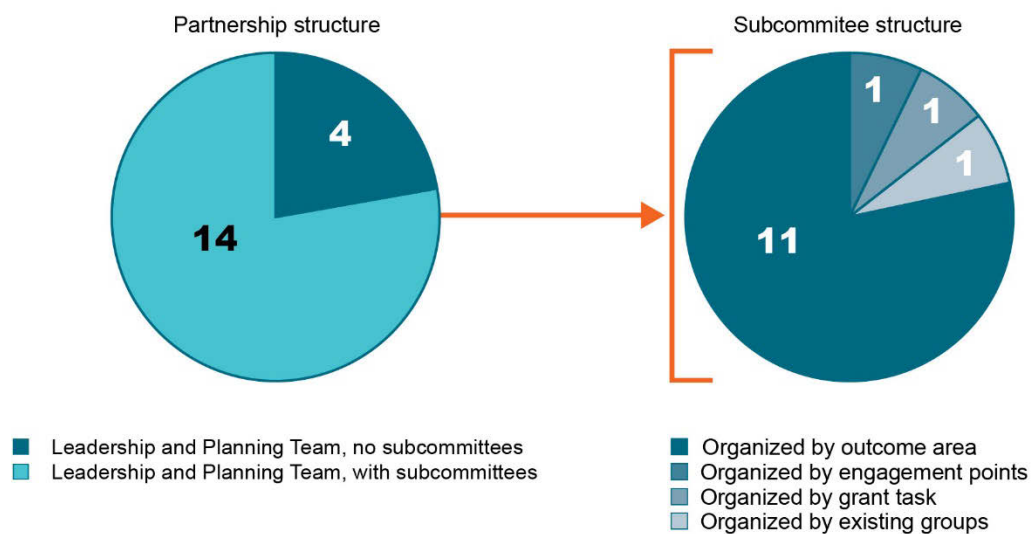 Partnership structure
Subcommitee structure
4
14
1
1
1
11
Leadership and Planning Team, no subcommittees
Leadership and Planning Team, with subcommittees
Organized by outcome area
Organized by engagement points
Organized by grant task
Organized by existing groups